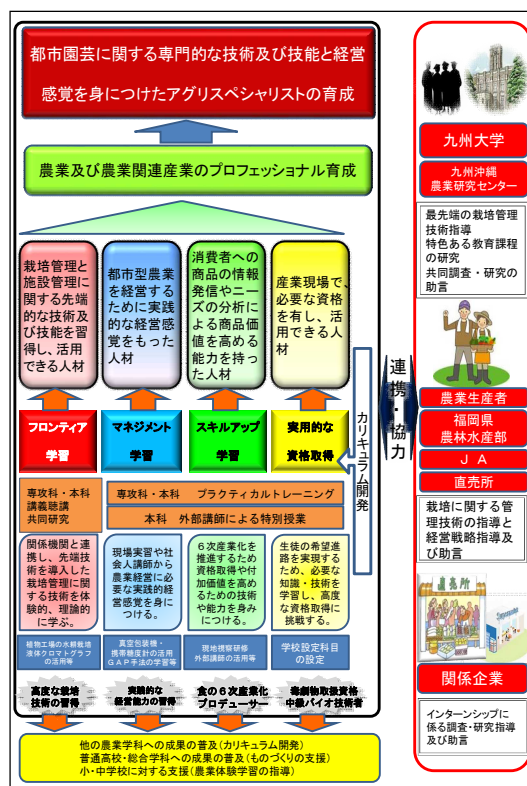 都市園芸に関する専門的な技術及び技能と経営
感覚を身につけたアグリスペシャリストの育成
農業及び農業関連産業のプロフェッショナル育成
栽培管理と
施設管理に
関する先端
的な技術及
び技能を習
得し、活用
できる人材
都市型農業
を経営する
ために実践
的な経営感
覚をもった
人材
消費者への
商品の情報
発信やニー
ズの分析に
よる商品価
値を高める
能力を持っ
た人材
産業現場で、
必要な資格
を有し、活
用できる人
材
フロンティア
学習
マネジメント
学習
スキルアップ
学習
実用的な
資格取得
カリキュラム開発
専攻科・本科
講義聴講
共同研究
専攻科・本科 プラクティカルトレーニング
本科 外部講師による特別授業
関係機関と連
携し、先端技
術を導入した
栽培管理に関
する技術を体
験的、理論的
に学ぶ。
現場実習や社
会人講師から
農業経営に必
要な実践的経
営感覚を身に
つける。
６次産業化を
推進するため
資格取得や付
加価値を高め
るための技術
や能力を身み
につける。
生徒の希望進
路を実現する
ため、必要な
知識・技術を
学習し、高度
な資格取得に
挑戦する。
植物工場の水耕栽培
液体クロマトグラフ
の活用等
真空包装機・
携帯糖度計の活用
ＧＡＰ手法の学習等
現地視察研修
外部講師の活用等
学校設定科目
の設定
高度な栽培
技術の習得
実践的な
経営能力の習得
食の６次産業化
プロデューサー
毒劇物取扱資格
中級バイオ技術者
他の農業学科への成果の普及(カリキュラム開発)
普通高校・総合学科への成果の普及(ものづくりの支援)
小・中学校に対する支援(農業体験学習の指導)
連携・協力
九州大学
九州沖縄
農業研究センター
最先端の栽培管理
技術指導
特色ある教育課程
の研究
共同調査・研究の
助言
農業生産者
福岡県
農林水産部
ＪＡ
直売所
栽培に関する管
理技術の指導と
経営戦略指導及
び助言
直売所
関係企業
インターンシップに
係る調査・研究指導
及び助言